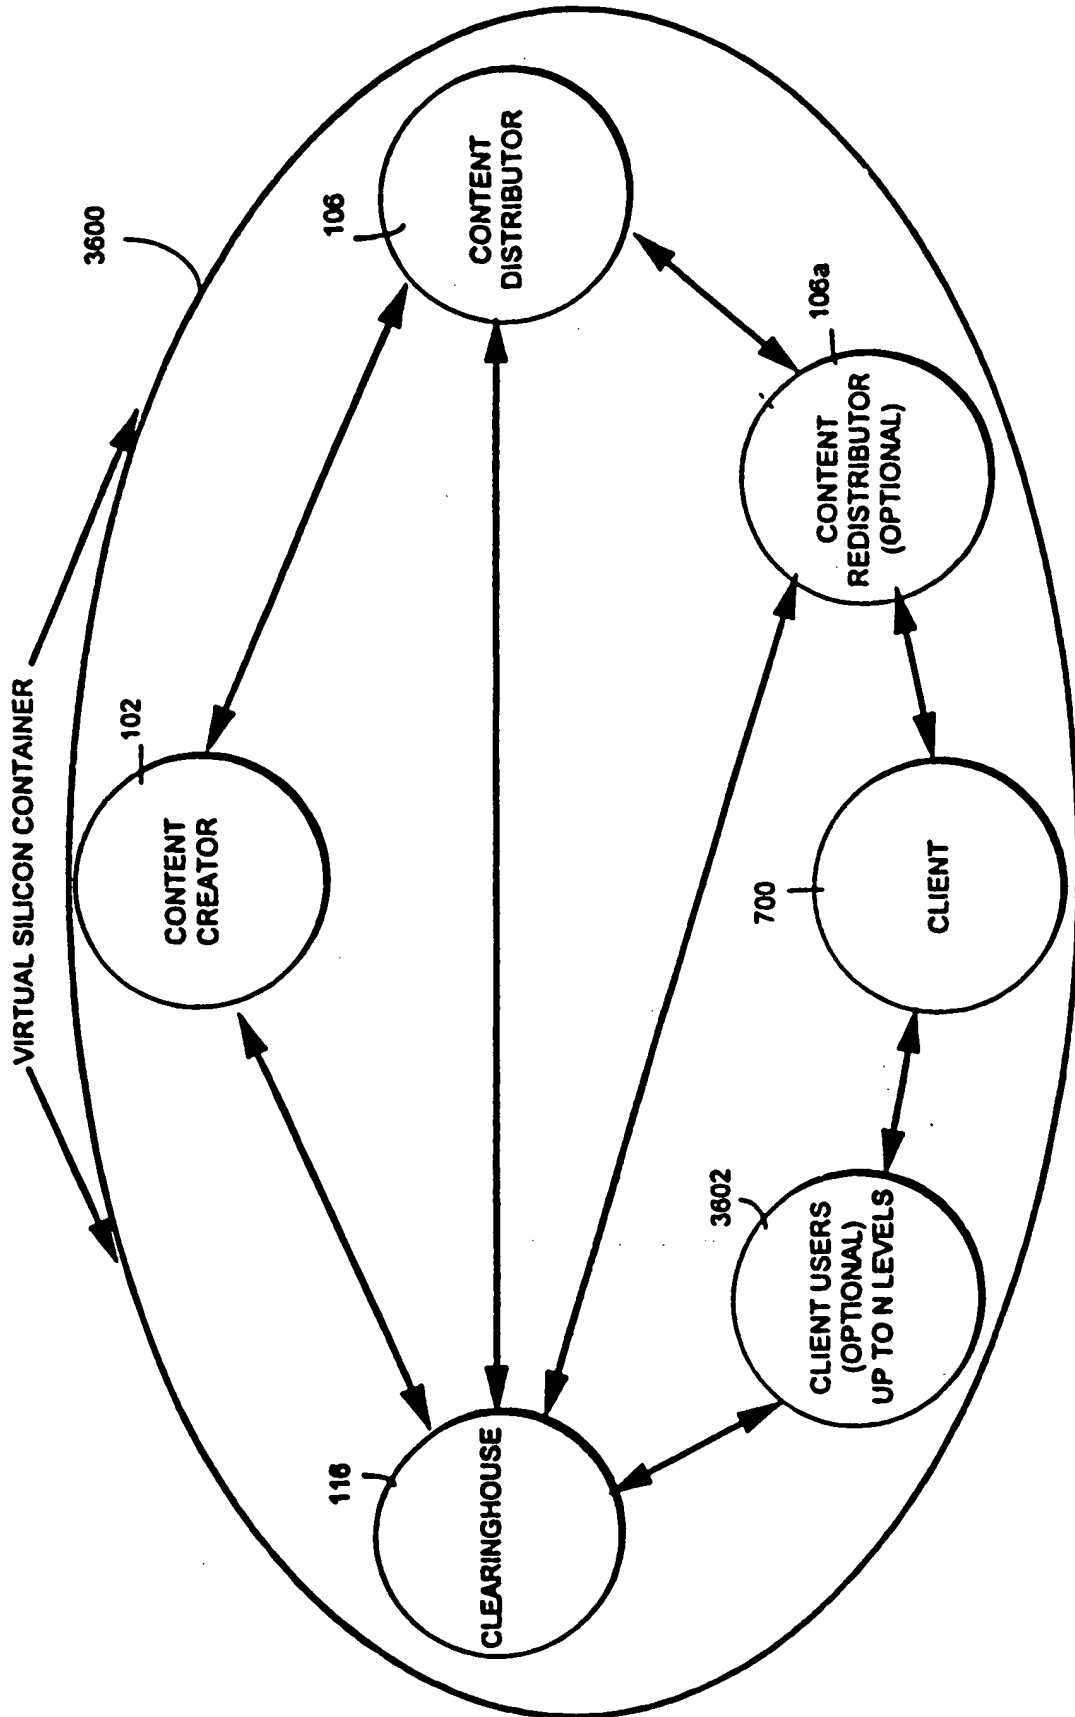 VIRTUAL SILICON CONTAINER
3600
102
CONTENT
CREATOR
106
CONTENT
DISTRIBUTOR
116
CLEARINGHOUSE
106a
CONTENT
REDISTRIBUTOR
(OPTIONAL)
3602
CLIENT USERS
(OPTIONAL)
UP TO N LEVELS
700
CLIENT